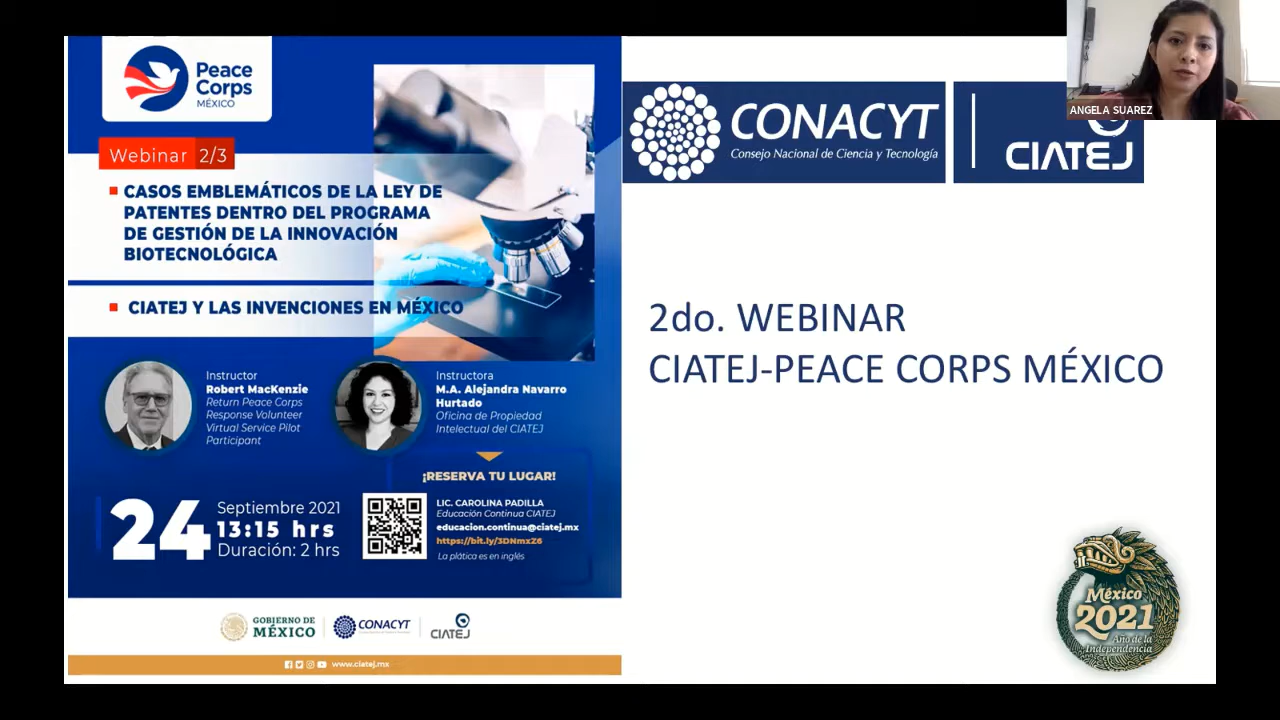 Peace
Corps
MÉXICO
Webinar 2/3
CASOS EMBLEMÁTICOS DE LA LEY DE
PATENTES DENTRO DEL PROGRAMA
DE GESTIÓN DE LA INNOVACIÓN
BIOTECNOLÓGICA
CIATEJ Y LAS INVENCIONES EN MÉXICO
Instructor
Robert MacKenzie
Return Peace Corps
Response Volunteer
Virtual Service Pilot
Participant
Instructora
M.A. Alejandra Navarro
Hurtado
Oficina de Propiedad
Intelectual del CIATEJ
24
Septiembre 2021
13:15 hrs
Duración: 2 hrs
¡RESERVA TU LUGAR!
LIC. CAROLINA PADILLA
Educación Continua CIATEJ
educacion.continua@ciatej.mx
https://bit.ly/3DNmxZ6
La plática es en inglés
GOBIERNO DE
MÉXICO
CONACYT
CIATEJ
www.ciatej.mx
CONACYT
Consejo Nacional de Ciencia y Tecnología
CIATEJ
ANGELA SUAREZ
2do. WEBINAR
CIATEJ-PEACE CORPS MÉXICO
México
2021
Año de la
Independencia